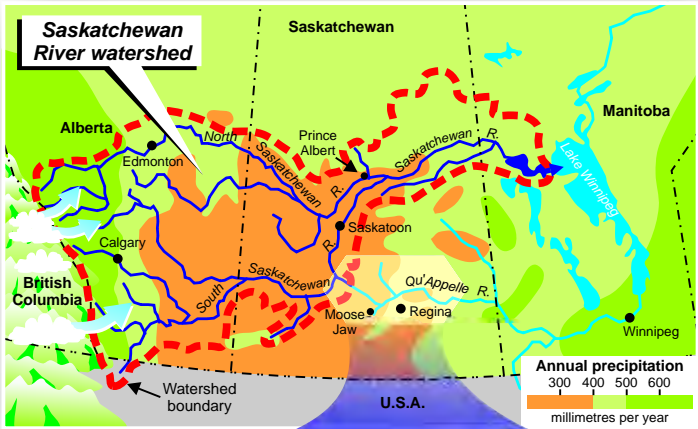 Saskatchewan
River watershed
Saskatchewan
Alberta
Manitoba
Edmonton
North
Saskatchewan
R.
Prince
Albert
Saskatchewan
R.
Lake Winnipeg
Saskatoon
Calgary
R.
British
Columbia
South
Saskatchewan
Qu'Appelle R.
Moose
Jaw
Regina
Winnipeg
Watershed
boundary
U.S.A.
Annual precipitation
300 400 500 600
millimetres per year